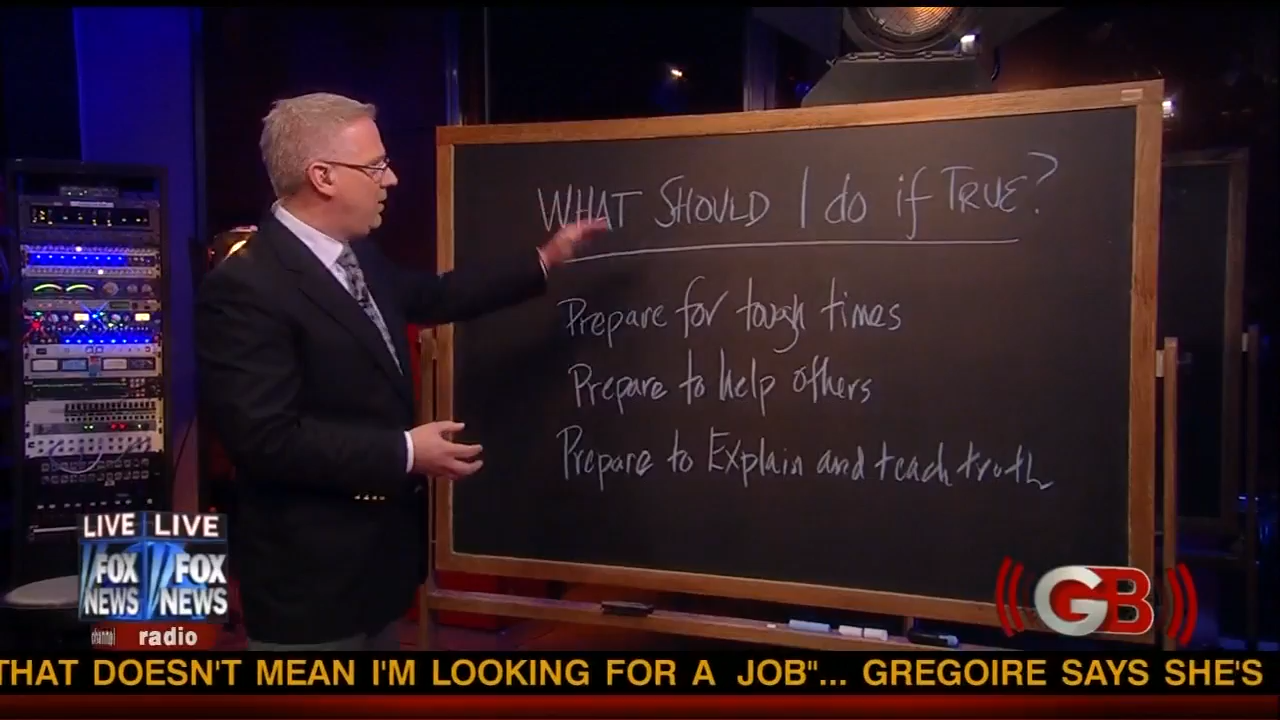 WHAT SHOULD I do if TRUE?
Prepare for tough times
Prepare to help others
Prepare to Explain and teach truth
LIVE LIVE
FOX NEWS channel
FOX NEWS radio
GB
THAT DOESN'T MEAN I'M LOOKING FOR A JOB"... GREGOIRE SAYS SHE'S